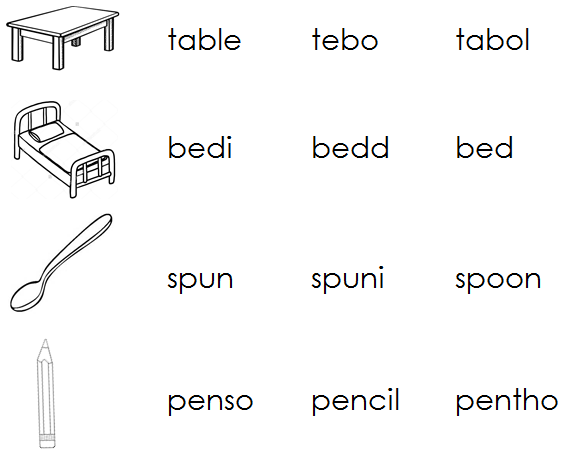 table tebo tabol
bedi bedd bed
spun spuni spoon
penso pencil pentho